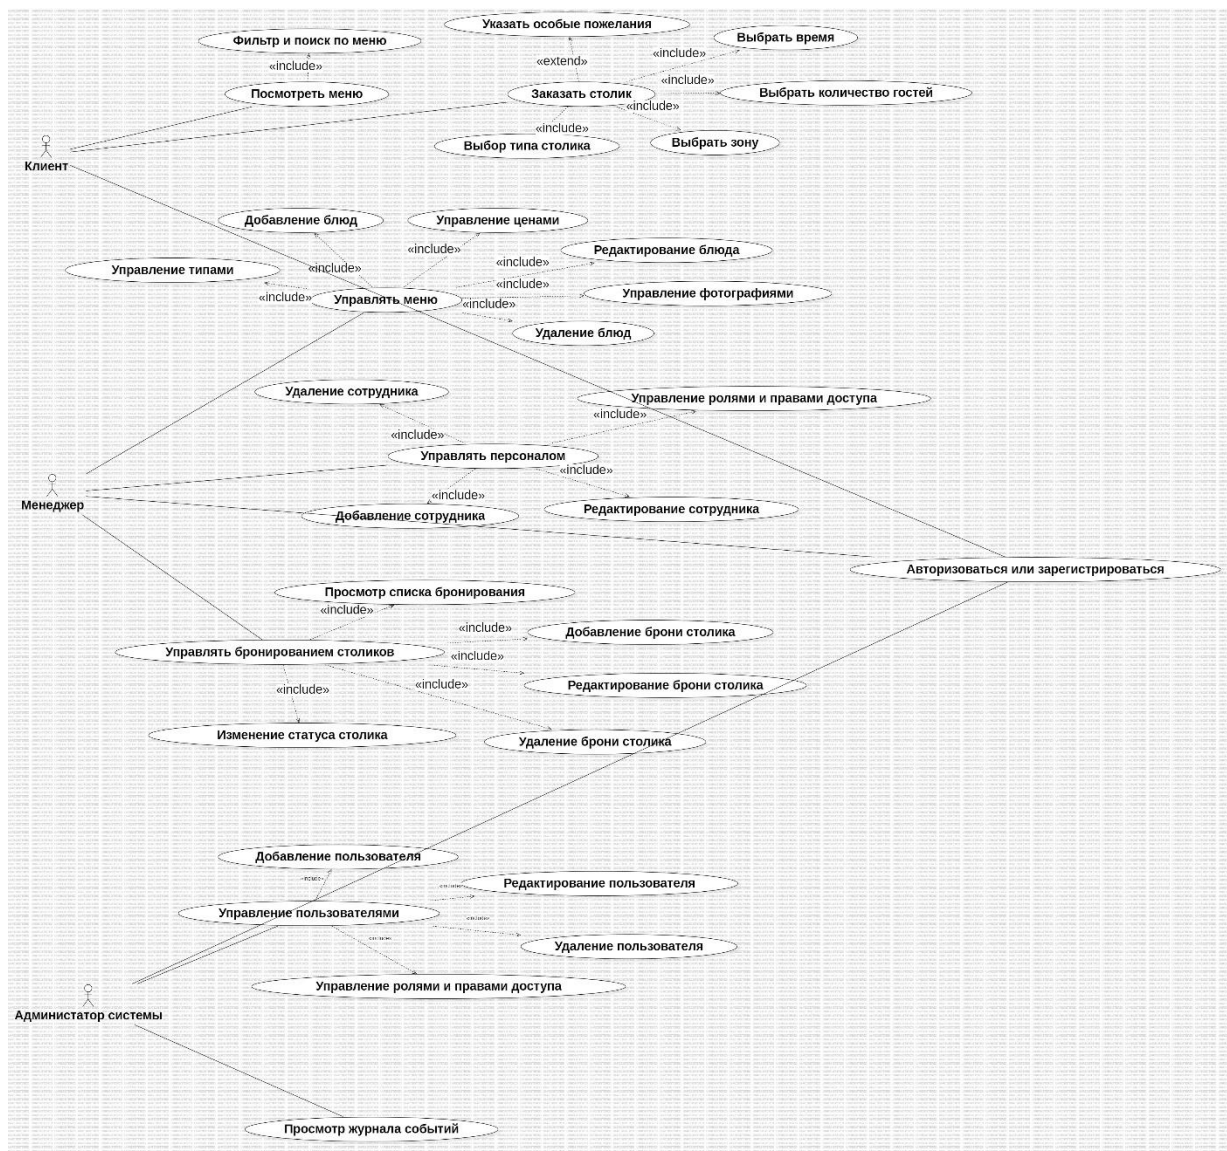 Указать особые пожелания
Выбрать время
Фильтр и поиск по меню
«include»
«extend»
«include»
«include»
Посмотреть меню
Заказать столик
Выбрать количество гостей
«include»
«include»
Выбор типа столика
Выбрать зону
Клиент
Добавление блюд
Управление ценами
«include»
Редактирование блюда
«include»
Управление типами
«include»
«include»
Управлять меню
«include»
Управление фотографиями
Удаление блюд
Удаление сотрудника
Управление ролями и правами доступа
«include»
«include»
Управлять персоналом
«include»
«include»
Менеджер
Добавление сотрудника
Редактирование сотрудника
Авторизоваться или зарегистрироваться
Просмотр списка бронирования
«include»
«include»
Добавление брони столика
Управлять бронированием столиков
«include»
«include»
«include»
Редактирование брони столика
Изменение статуса столика
Удаление брони столика
Добавление пользователя
Редактирование пользователя
Управление пользователями
Удаление пользователя
Управление ролями и правами доступа
Администатор системы
Просмотр журнала событий